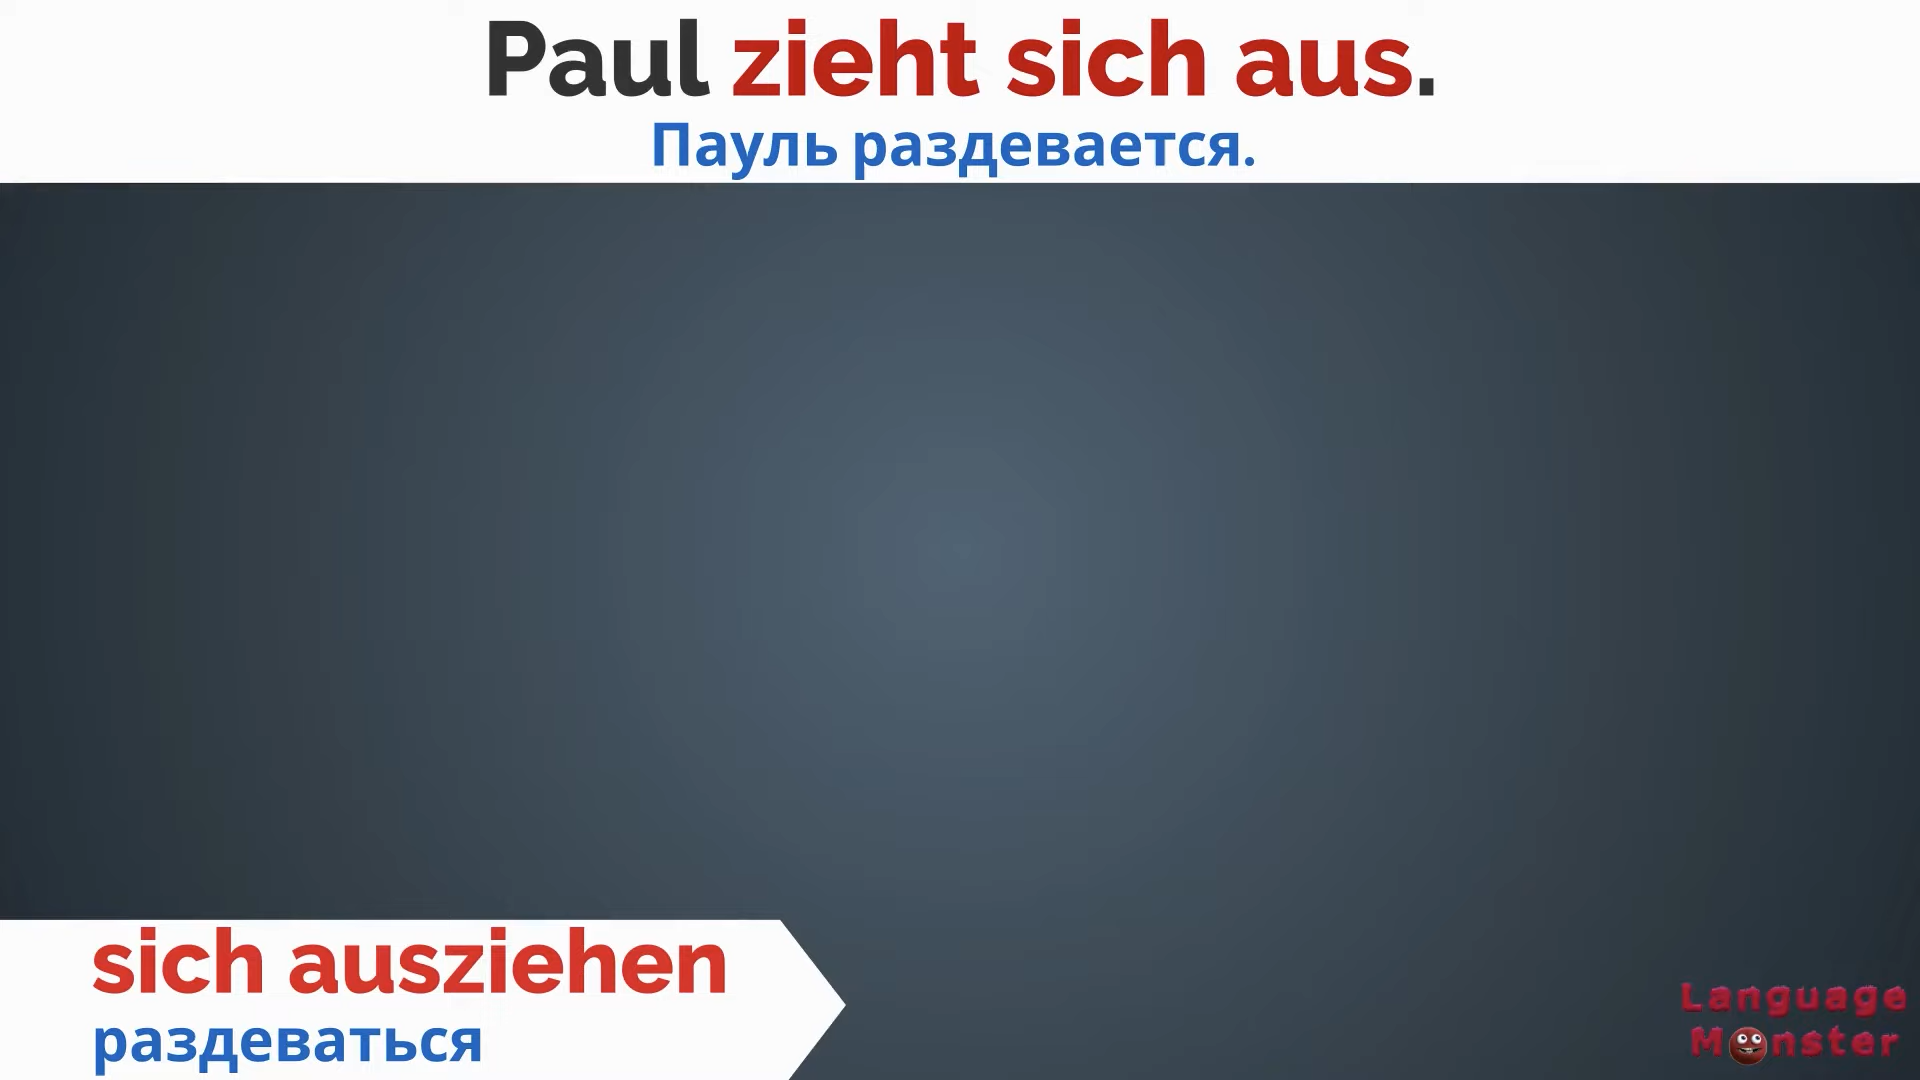 Paul zieht sich aus.
Пауль раздевается.
sich ausziehen
раздеваться
Language
Monster